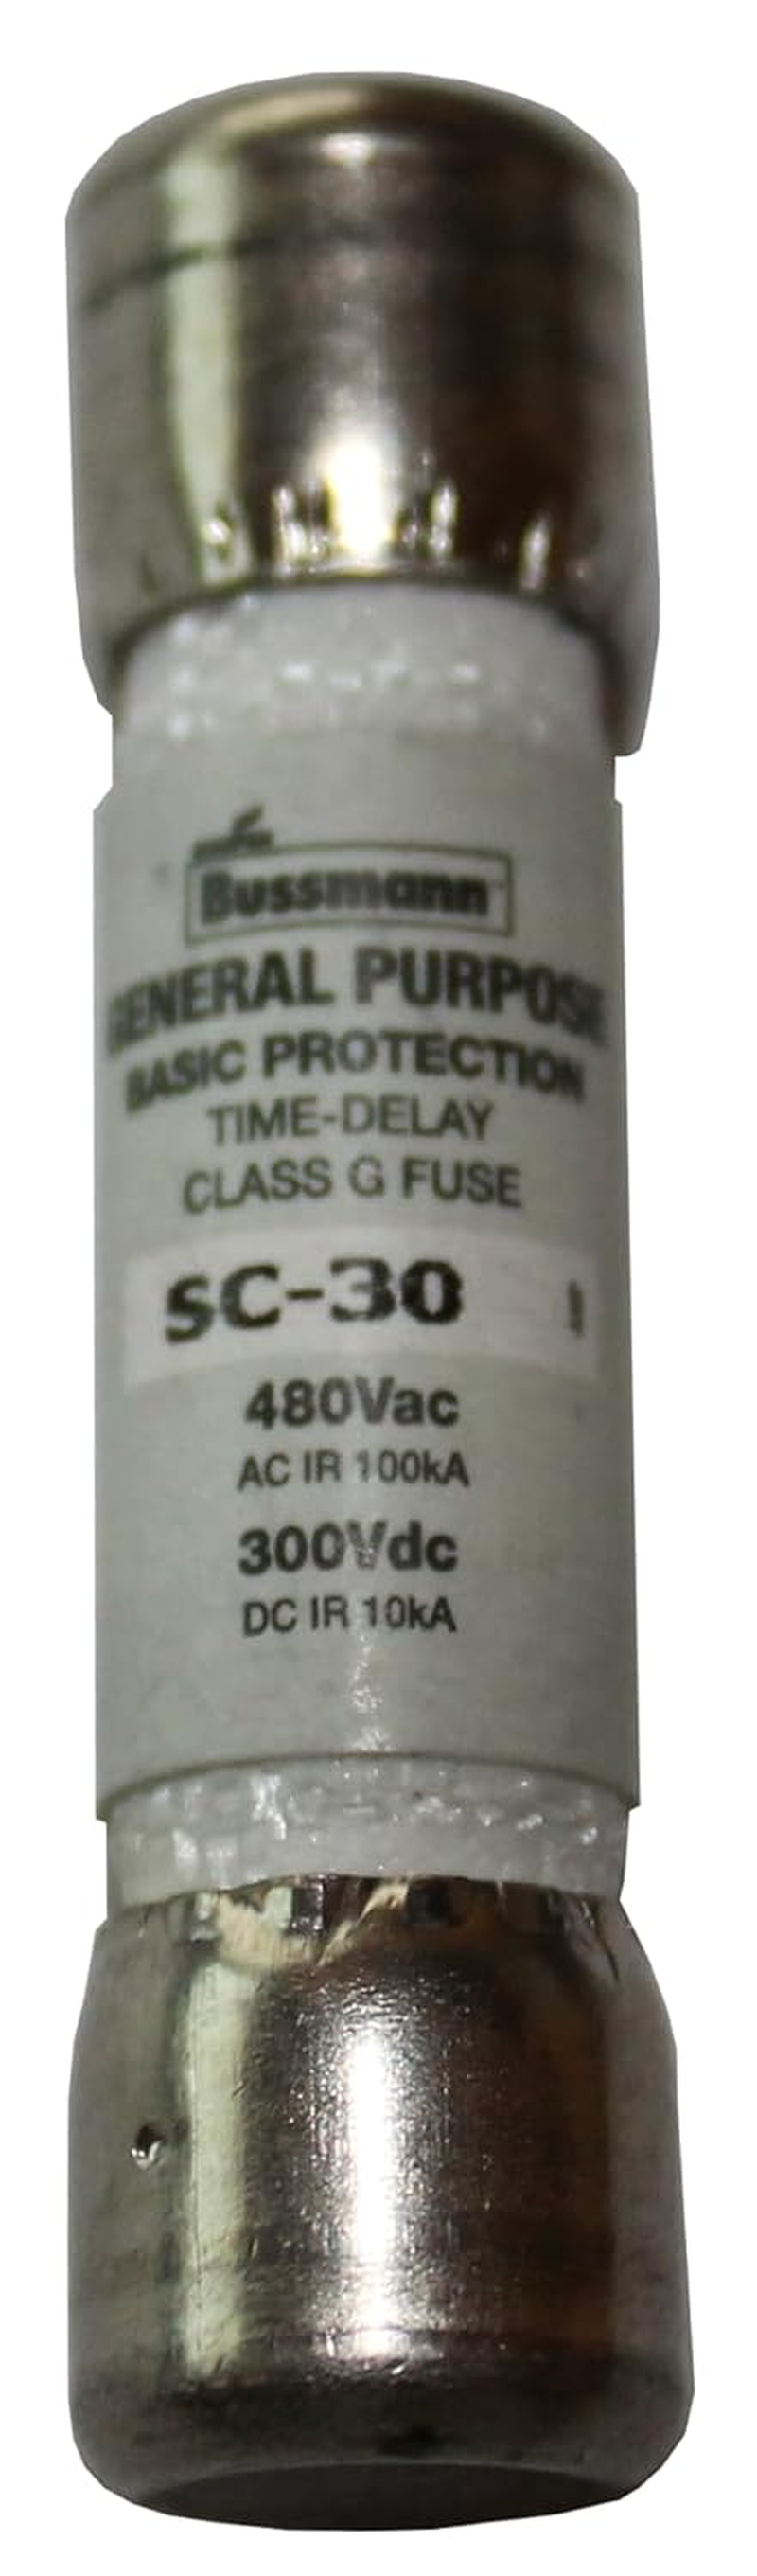 Bussmann
GENERAL PURPOSE
BASIC PROTECTION
TIME-DELAY
CLASS G FUSE
SC-30
480Vac
AC IR 100kA
300Vdc
DC IR 10kA